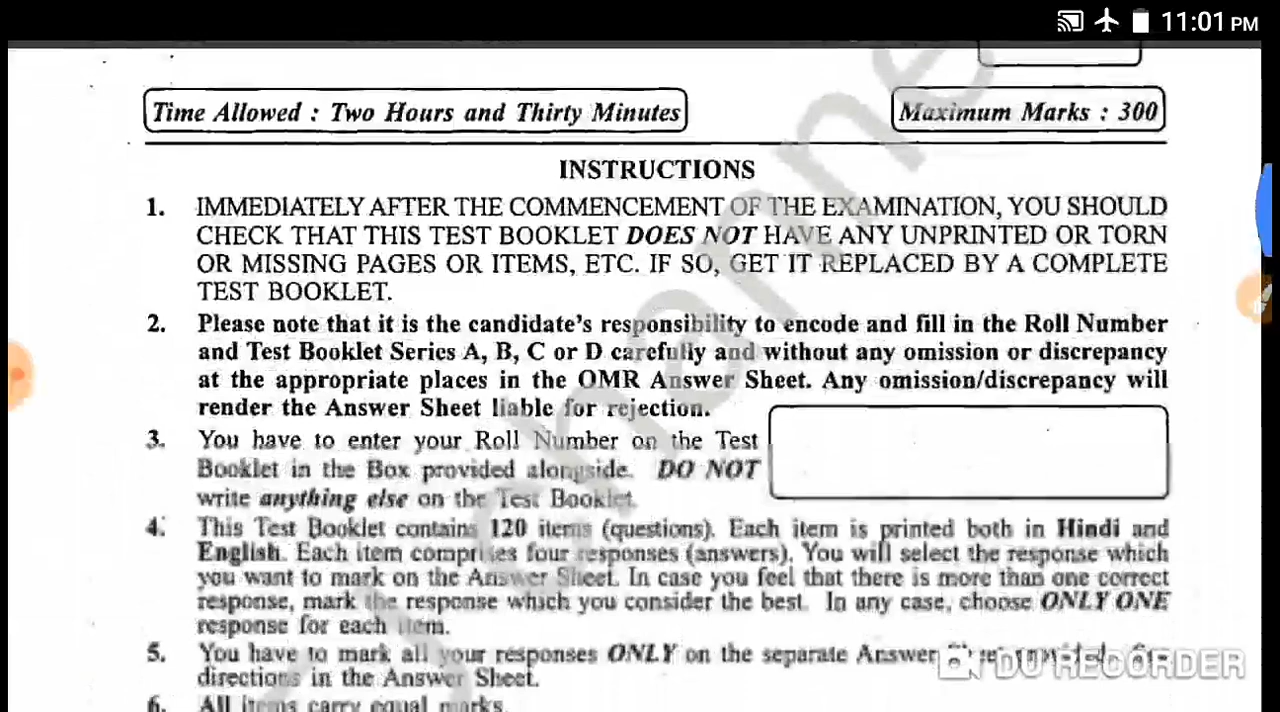 11:01 PM
Time Allowed : Two Hours and Thirty Minutes
Maximum Marks : 300
INSTRUCTIONS
1. IMMEDIATELY AFTER THE COMMENCEMENT OF THE EXAMINATION, YOU SHOULD
CHECK THAT THIS TEST BOOKLET DOES NOT HAVE ANY UNPRINTED OR TORN
OR MISSING PAGES OR ITEMS, ETC. IF SO, GET IT REPLACED BY A COMPLETE
TEST BOOKLET.
2. Please note that it is the candidate's responsibility to encode and fill in the Roll Number
and Test Booklet Series A, B, C or D carefully and without any omission or discrepancy
at the appropriate places in the OMR Answer Sheet. Any omission/discrepancy will
render the Answer Sheet liable for rejection.
3. You have to enter your Roll Number on the Test
Booklet in the Box provided alongside. DO NOT
write anything else on the Test Booklet.
4. This Test Booklet contains 120 items (questions). Each item is printed both in Hindi and
English. Each item comprises four responses (answers). You will select the response which
you want to mark on the Answer Sheet. In case you feel that there is more than one correct
response, mark the response which you consider the best. In any case, choose ONLY ONE
response for each item.
5. You have to mark all your responses ONLY on the separate Answer
directions in the Answer Sheet.
DU RECORDER
6. All items carry equal marks.